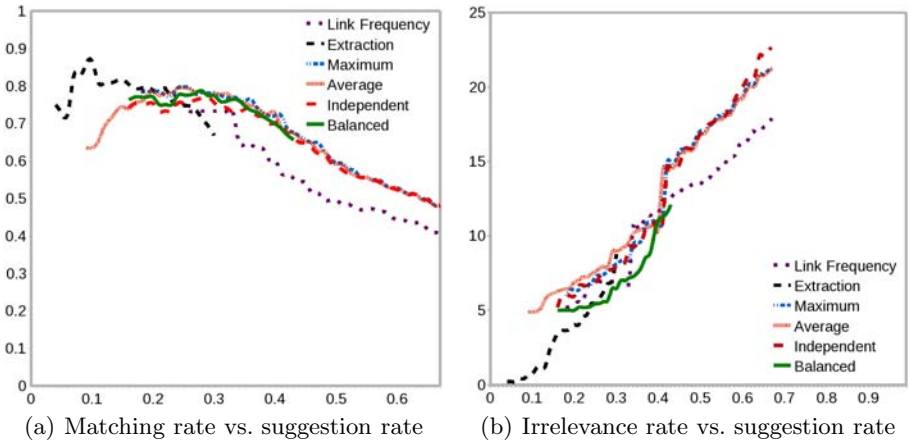 1
0.9
0.8
0.7
0.6
0.5
0.4
0.3
0.2
0.1
0
0 0.1 0.2 0.3 0.4 0.5 0.6
Link Frequency
Extraction
Maximum
Average
Independent
Balanced
(a) Matching rate vs. suggestion rate
25
20
15
10
5
0
0 0.1 0.2 0.3 0.4 0.5 0.6 0.7 0.8 0.9
Link Frequency
Extraction
Maximum
Average
Independent
Balanced
(b) Irrelevance rate vs. suggestion rate